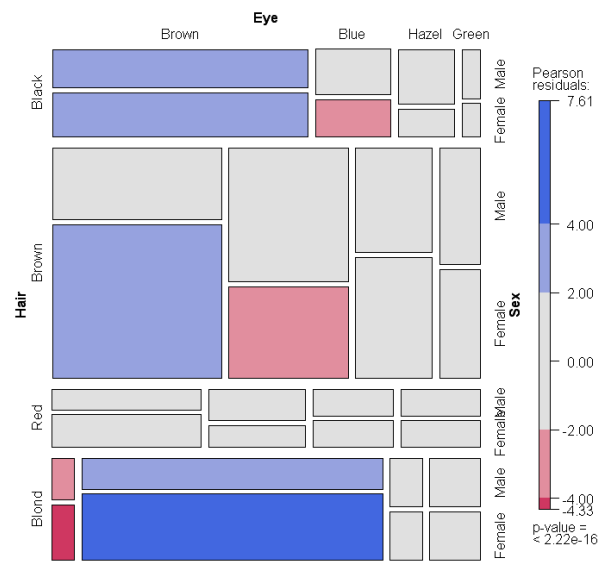 Eye
Brown Blue Hazel Green
Black
Male
Female
Brown
Male
Female
Red
Male
Female
Blond
Male
Female
Hair
Sex
Pearson
residuals:
7.61
4.00
2.00
0.00
-2.00
-4.00
-4.33
p-value =
< 2.22e-16